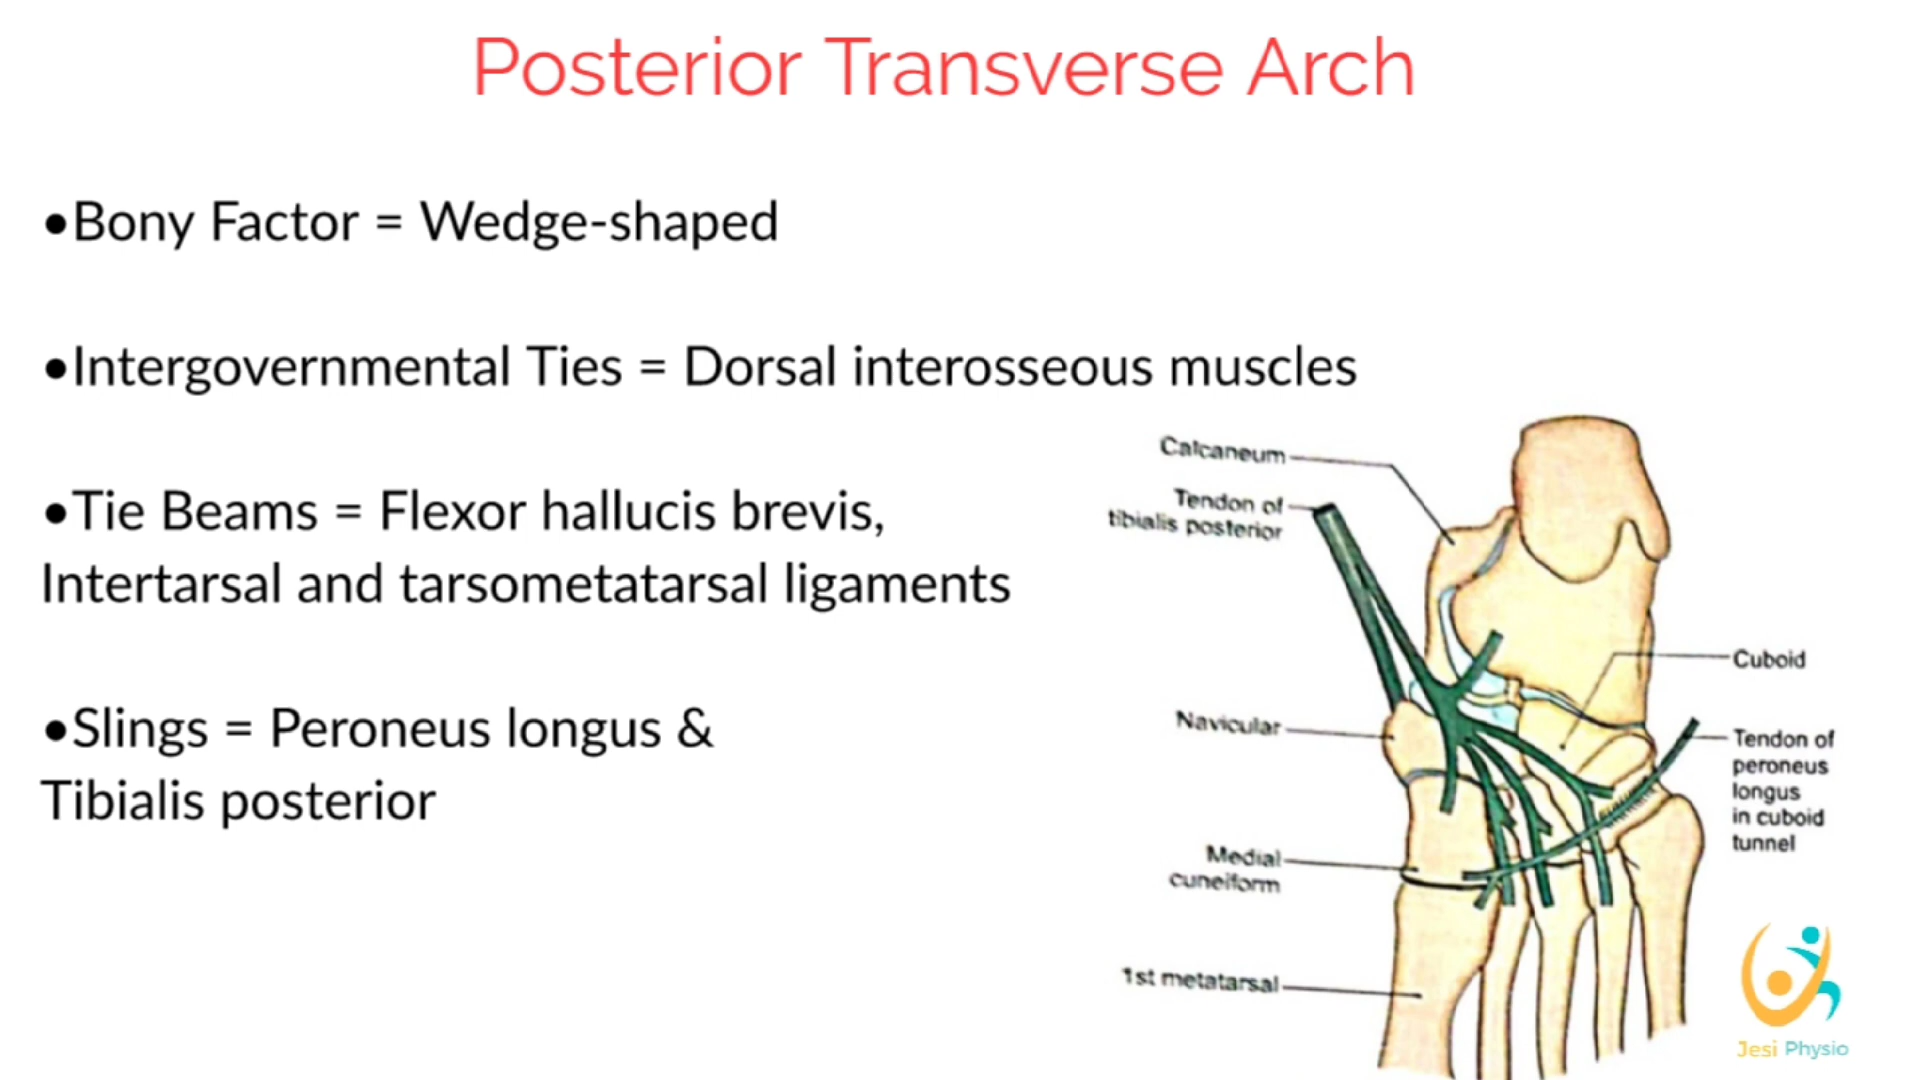 Posterior Transverse Arch
•Bony Factor = Wedge-shaped
•Intergovernmental Ties = Dorsal interosseous muscles
•Tie Beams = Flexor hallucis brevis,
Intertarsal and tarsometatarsal ligaments
•Slings = Peroneus longus &
Tibialis posterior
Calcaneum
Tendon of
tibialis posterior
Navicular
Medial
cuneiform
1st metatarsal
Cuboid
Tendon of
peroneus
longus
in cuboid
tunnel
Jesi Physio